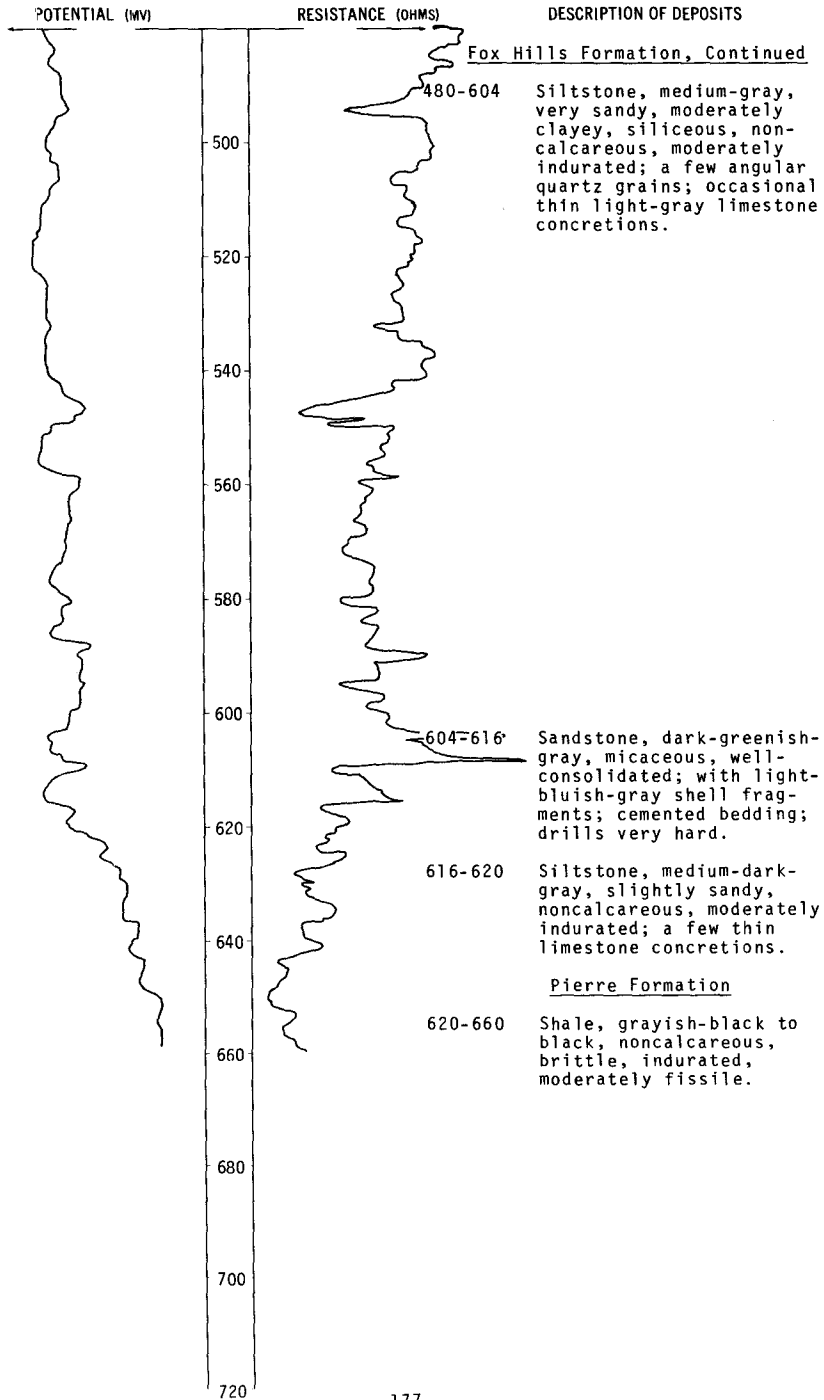 POTENTIAL (MV) RESISTANCE (OHMS) DESCRIPTION OF DEPOSITS
Fox Hills Formation, Continued
480-604 Siltstone, medium-gray,
very sandy, moderately
clayey, siliceous, non-
calcareous, moderately
indurated; a few angular
quartz grains; occasional
thin light-gray limestone
concretions.
500
520
540
560
580
600
604-616 Sandstone, dark-greenish-
gray, micaceous, well-
consolidated; with light-
bluish-gray shell frag-
ments; cemented bedding;
drills very hard.
620
616-620 Siltstone, medium-dark-
gray, slightly sandy,
noncalcareous, moderately
indurated; a few thin
limestone concretions.
640
Pierre Formation
620-660 Shale, grayish-black to
black, noncalcareous,
brittle, indurated,
moderately fissile.
660
680
700
720
177